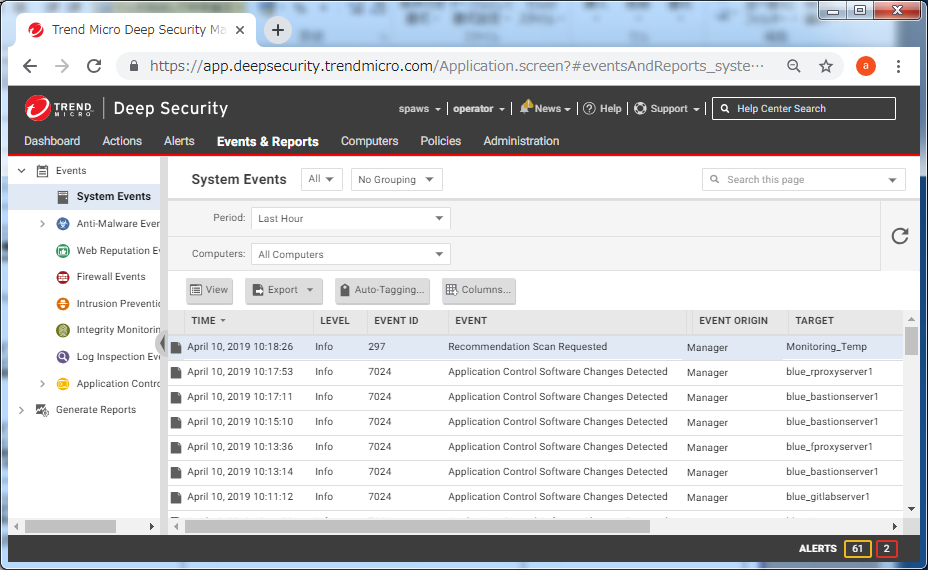 Trend Micro Deep Security Ma
https://app.deepsecurity.trendmicro.com/Application.screen?#eventsAndReports_syste...
a
TREND MICRO Deep Security
spaws operator News Help Support Help Center Search
Dashboard Actions Alerts Events & Reports Computers Policies Administration
Events
System Events
Anti-Malware Ever
Web Reputation Ev
Firewall Events
Intrusion Preventio
Integrity Monitorin
Log Inspection Eve
Application Contro
Generate Reports
System Events All No Grouping Search this page
Period: Last Hour
Computers: All Computers
View Export Auto-Tagging... Columns...
TIME LEVEL EVENT ID EVENT EVENT ORIGIN TARGET
April 10, 2019 10:18:26 Info 297 Recommendation Scan Requested Manager Monitoring_Temp
April 10, 2019 10:17:53 Info 7024 Application Control Software Changes Detected Manager blue_rproxyserver1
April 10, 2019 10:17:11 Info 7024 Application Control Software Changes Detected Manager blue_bastionserver1
April 10, 2019 10:15:10 Info 7024 Application Control Software Changes Detected Manager blue_bastionserver1
April 10, 2019 10:13:36 Info 7024 Application Control Software Changes Detected Manager blue_fproxyserver1
April 10, 2019 10:13:14 Info 7024 Application Control Software Changes Detected Manager blue_bastionserver1
April 10, 2019 10:11:12 Info 7024 Application Control Software Changes Detected Manager blue_gitlabserver1
ALERTS 61 2